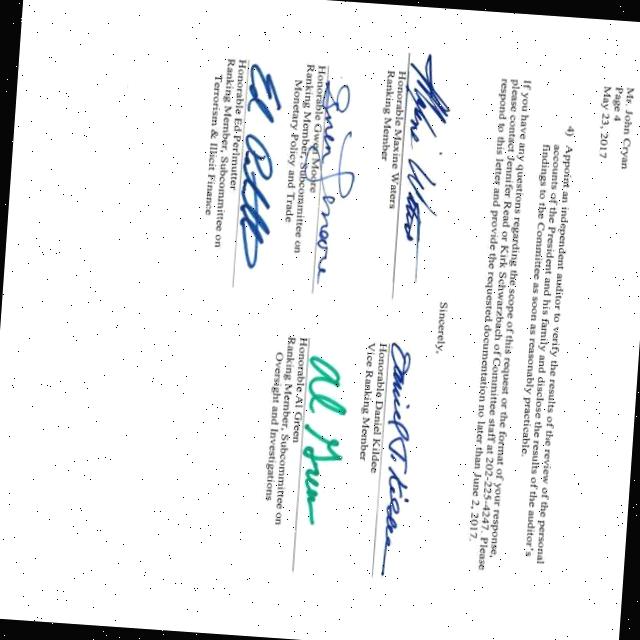 Ms. John Cryan
Page 4
May 23, 2017
4) Appoint an independent auditor to verify the results of the review of the personal
accounts of the President and his family and disclose the results of the auditor's
findings to the Committee as soon as reasonably practicable.
If you have any questions regarding the scope of this request or the format of your response,
please contact Jennifer Read or Kirk Schwarzbach of Committee staff at 202-225-4247. Please
respond to this letter and provide the requested documentation no later than June 2, 2017.
Sincerely,
Maxine Waters
Honorable Maxine Waters
Ranking Member
Daniel T. Kildee
Honorable Daniel Kildee
Vice Ranking Member
Gwen S Moore
Honorable Gwen Moore
Ranking Member, Subcommittee on
Monetary Policy and Trade
Al Green
Honorable Al Green
Ranking Member, Subcommittee on
Oversight and Investigations
Ed Perlmutter
Honorable Ed Perlmutter
Ranking Member, Subcommittee on
Terrorism & Illicit Finance